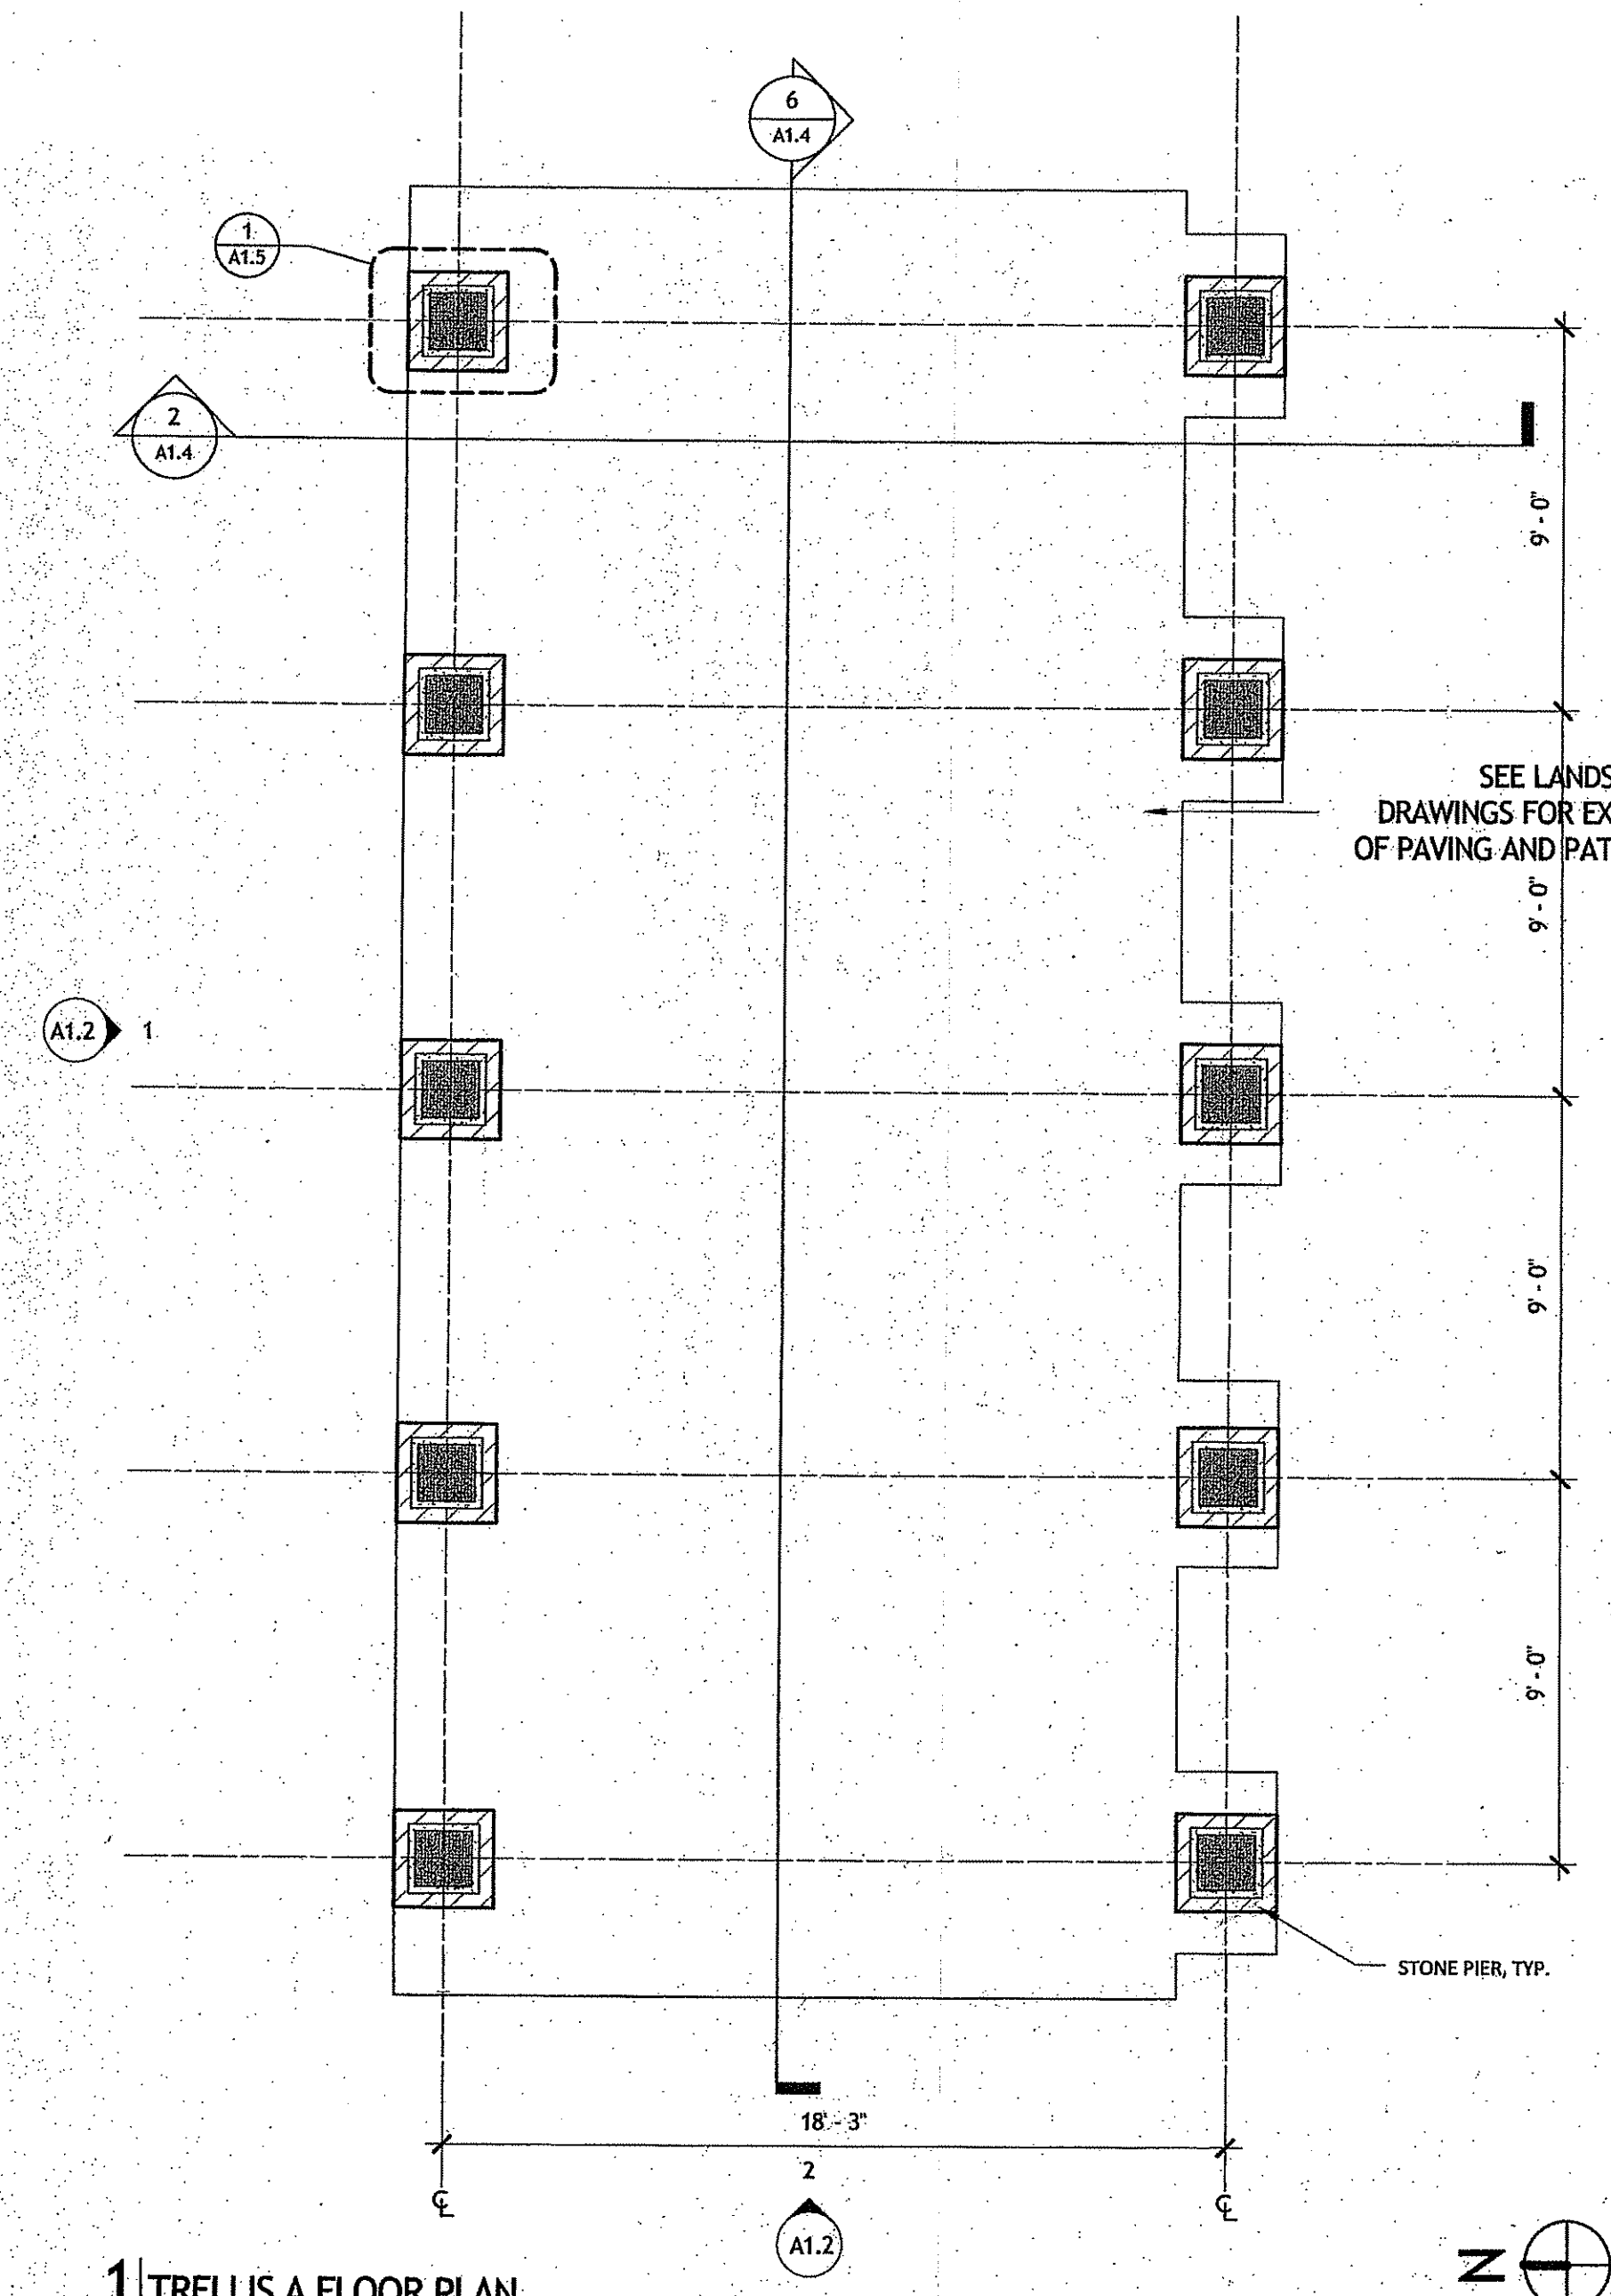 6
A1.4
1
A1.5
2
A1.4
9' - 0"
SEE LANDS
DRAWINGS FOR EX
OF PAVING AND PAT
9' - 0"
A1.2
1
9' - 0"
9' - 0"
STONE PIER, TYP.
18' - 3"
2
A1.2
N
1 TRELLIS A FLOOR PLAN